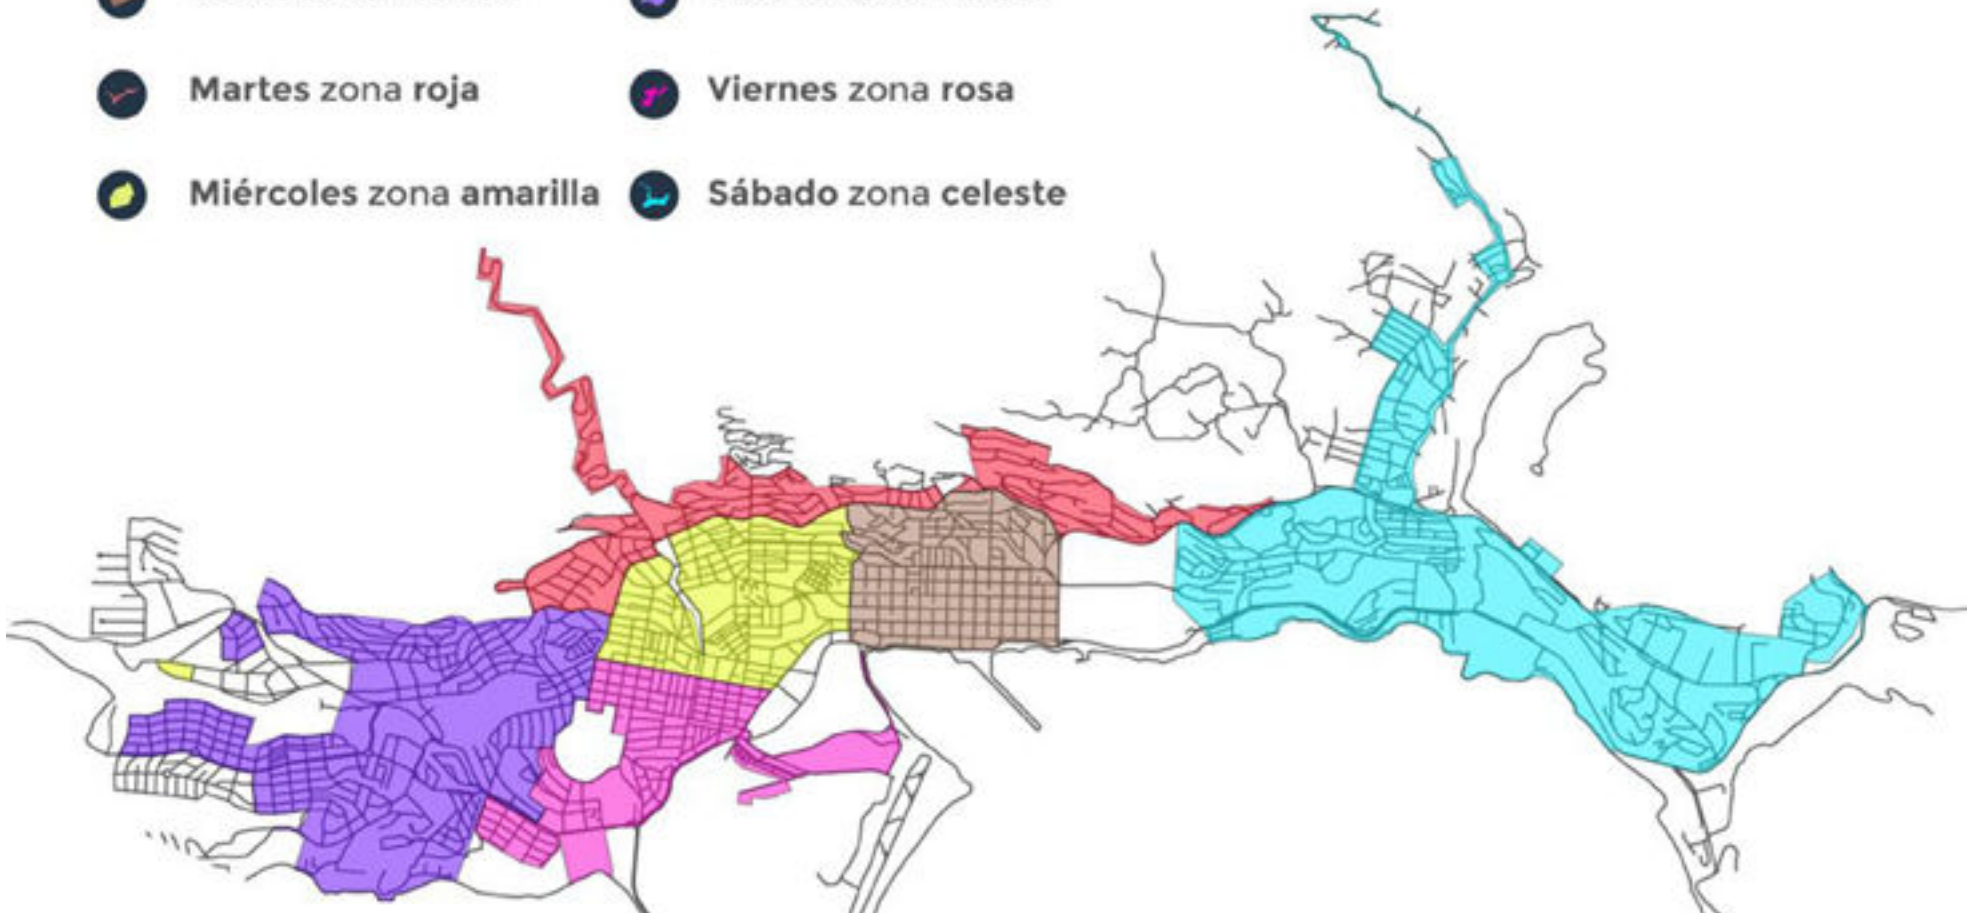 Martes zona roja
Viernes zona rosa
Miércoles zona amarilla
Sábado zona celeste